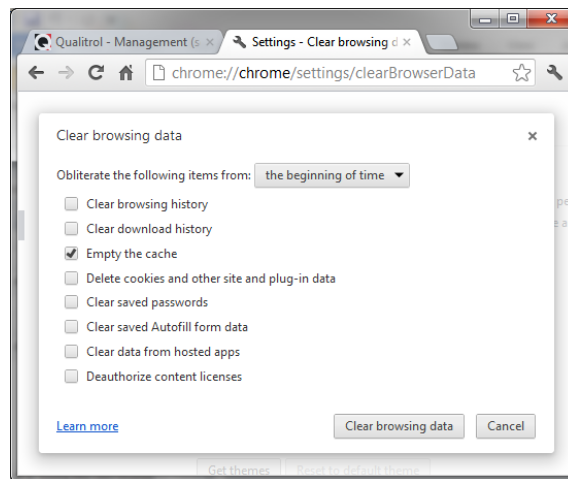 Qualitrol - Management (s
Settings - Clear browsing d
chrome://chrome/settings/clearBrowserData
Clear browsing data
Obliterate the following items from: the beginning of time
Clear browsing history
Clear download history
Empty the cache
Delete cookies and other site and plug-in data
Clear saved passwords
Clear saved Autofill form data
Clear data from hosted apps
Deauthorize content licenses
Learn more
Clear browsing data
Cancel
Get themes
Reset to default theme